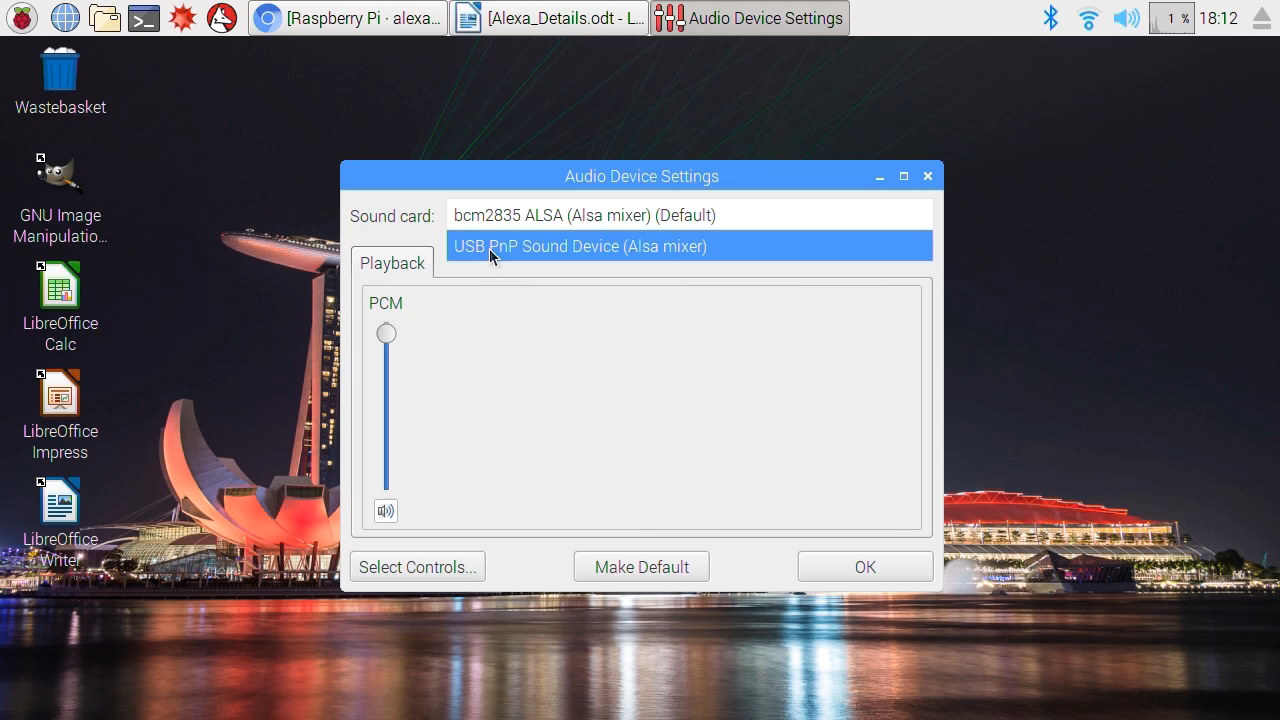 [Raspberry Pi · alexa...
[Alexa_Details.odt - L...
Audio Device Settings
1 %
18:12
Wastebasket
GNU Image
Manipulatio...
LibreOffice
Calc
LibreOffice
Impress
LibreOffice
Writer
Audio Device Settings
Sound card:
bcm2835 ALSA (Alsa mixer) (Default)
USB PnP Sound Device (Alsa mixer)
Playback
PCM
Select Controls...
Make Default
OK